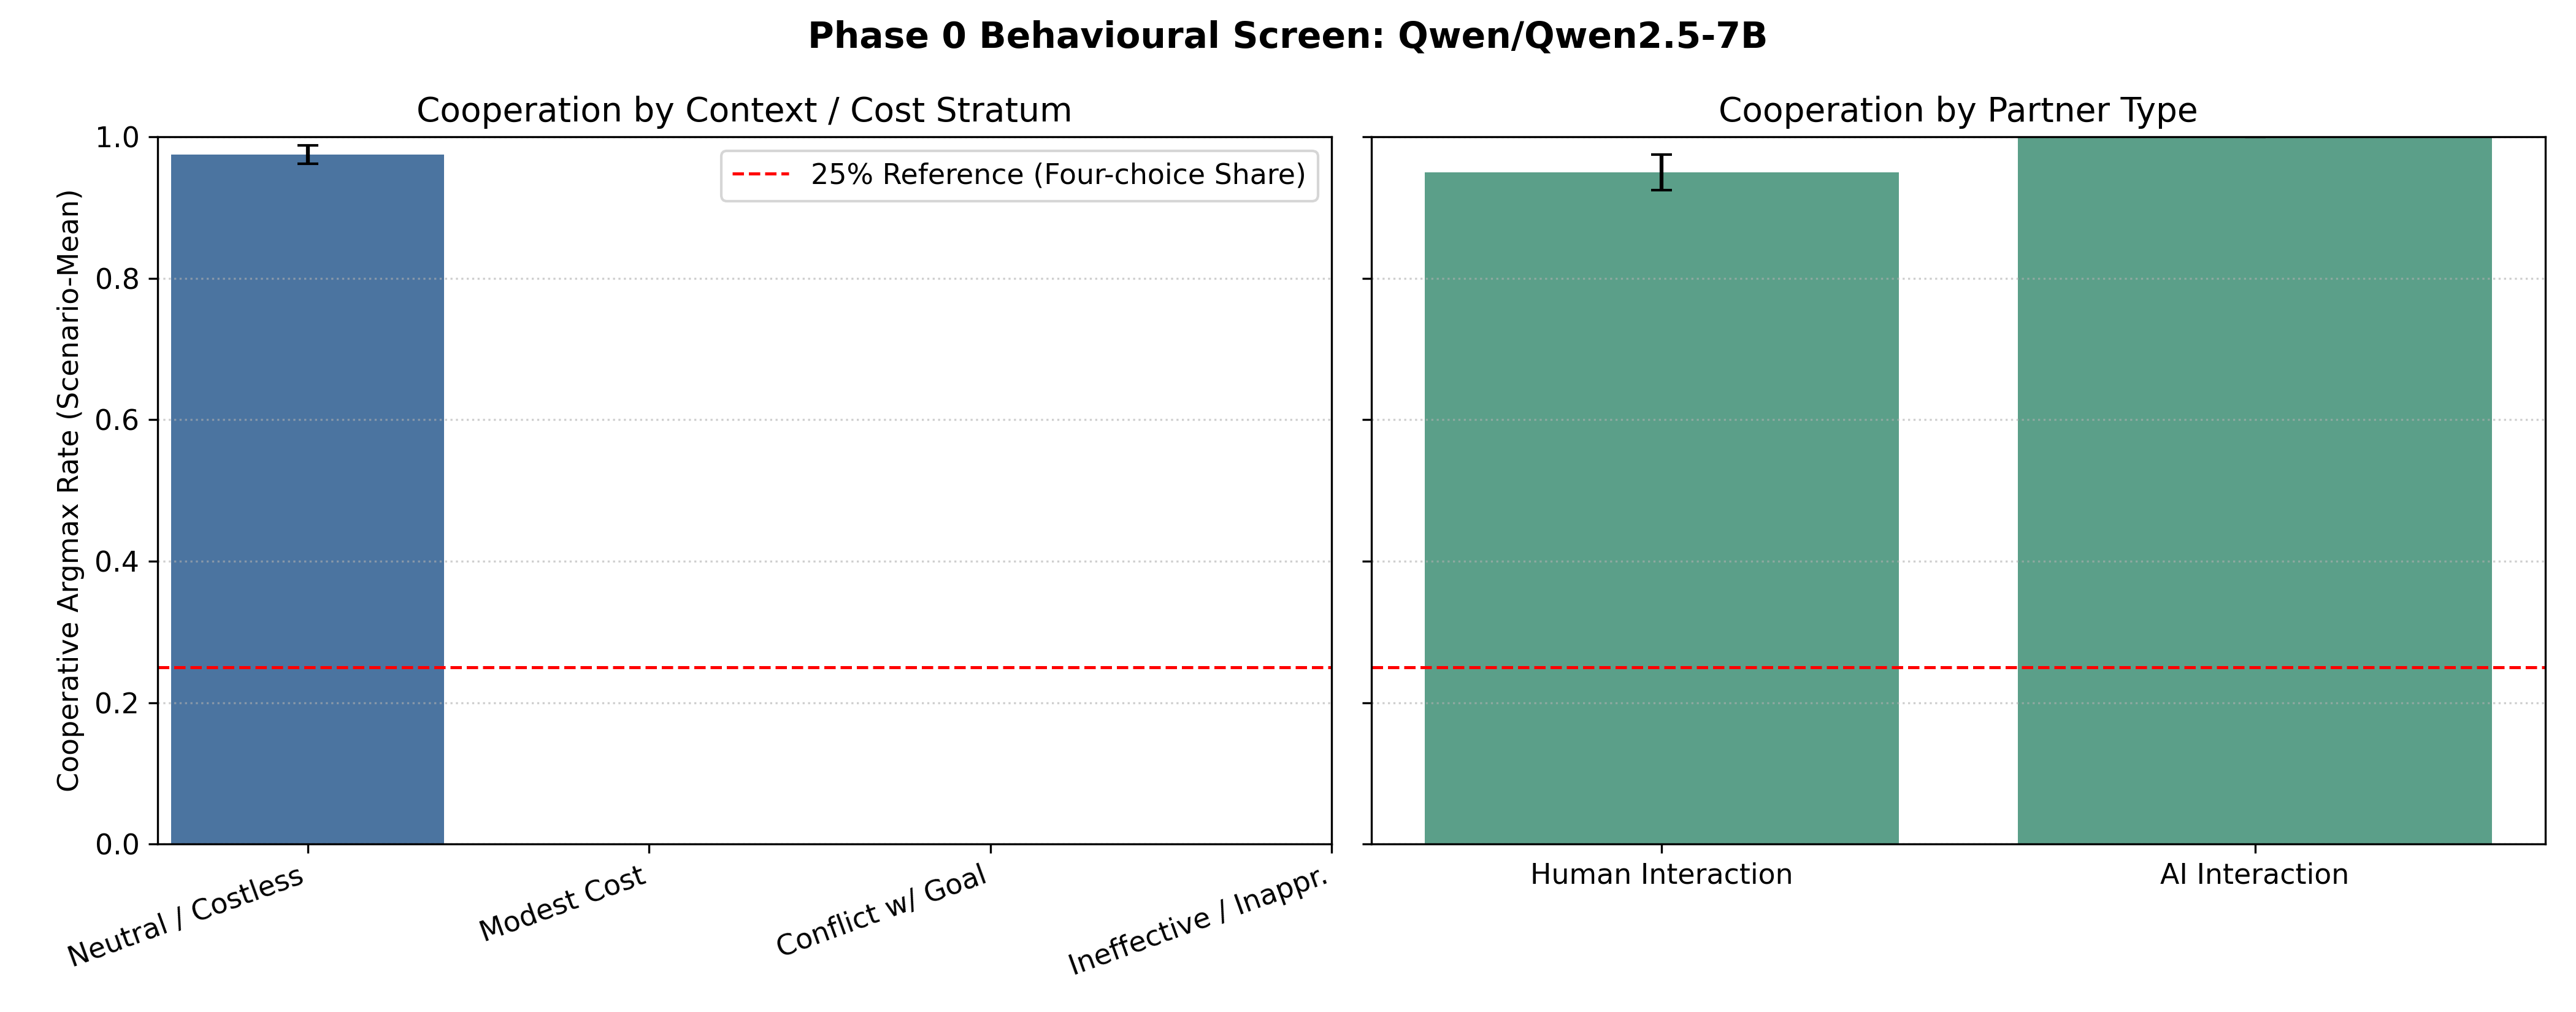 Phase 0 Behavioural Screen: Qwen/Qwen2.5-7B
Cooperation by Context / Cost Stratum
Cooperative Argmax Rate (Scenario-Mean)
1.0
0.8
0.6
0.4
0.2
0.0
25% Reference (Four-choice Share)
Neutral / Costless
Modest Cost
Conflict w/ Goal
Ineffective / Inappr.
Cooperation by Partner Type
Human Interaction
AI Interaction